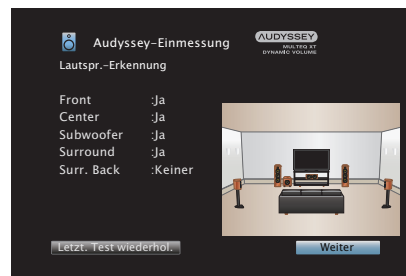 Audyssey-Einmessung
AUDYSSEY
MULTEQ XT
DYNAMIC VOLUME
Lautspr.-Erkennung
Front :Ja
Center :Ja
Subwoofer :Ja
Surround :Ja
Surr. Back :Keiner
Letzt. Test wiederhol.
Weiter